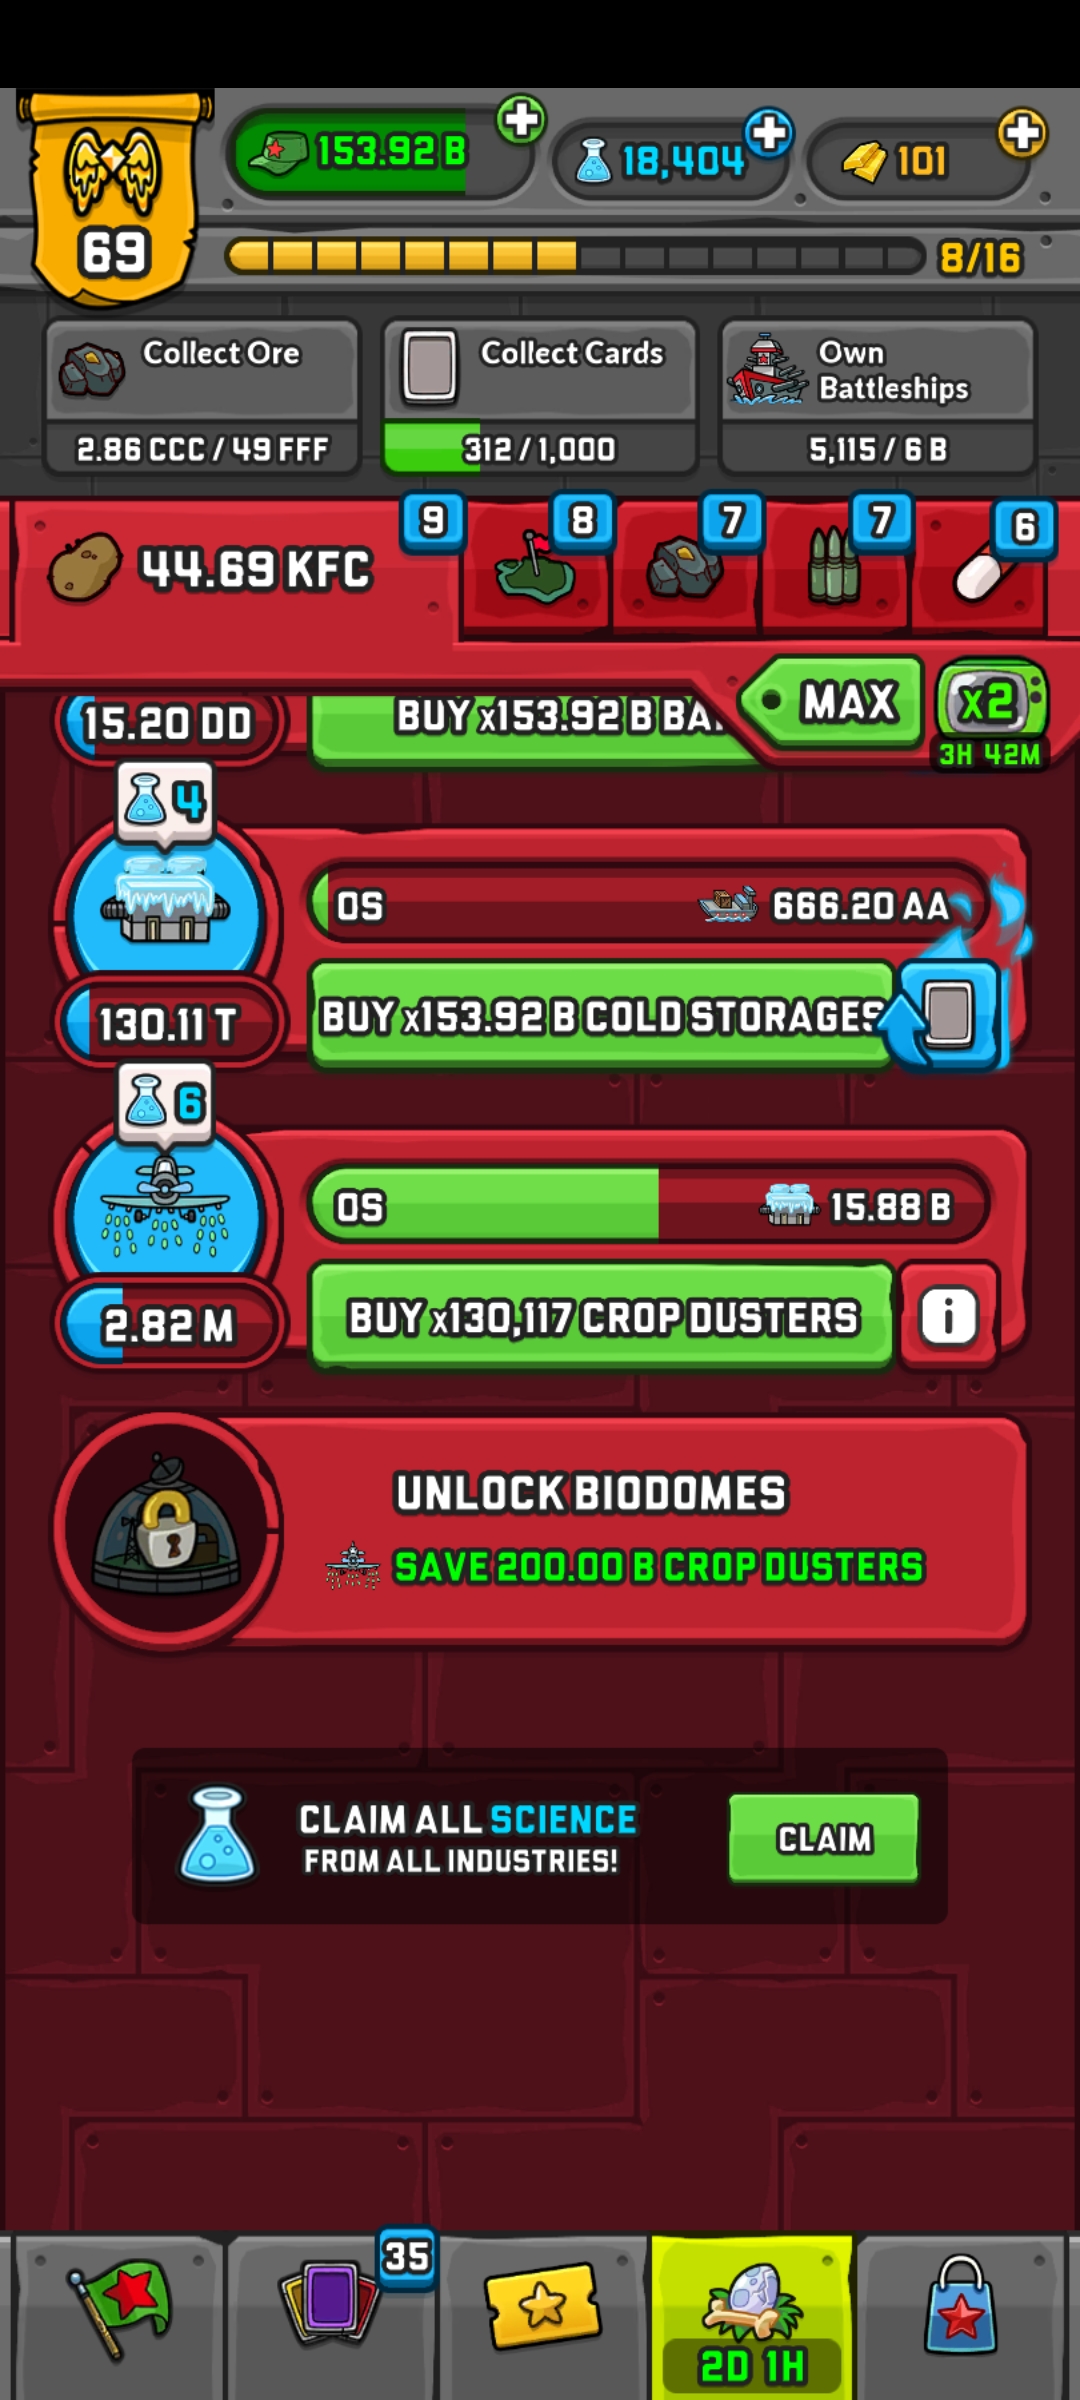 153.92 B
18,404
101
69
8/16
Collect Ore
2.86 CCC / 49 FFF
Collect Cards
312 / 1,000
Own
Battleships
5,115 / 6 B
44.69 KFC
9
8
7
7
6
MAX
x2
3H 42M
15.20 DD
BUY x153.92 B
4
0S
666.20 AA
130.11 T
BUY x153.92 B COLD STORAGES
6
0S
15.88 B
2.82 M
BUY x130,117 CROP DUSTERS
i
UNLOCK BIODOMES
SAVE 200.00 B CROP DUSTERS
CLAIM ALL SCIENCE
FROM ALL INDUSTRIES!
CLAIM
35
2D 1H